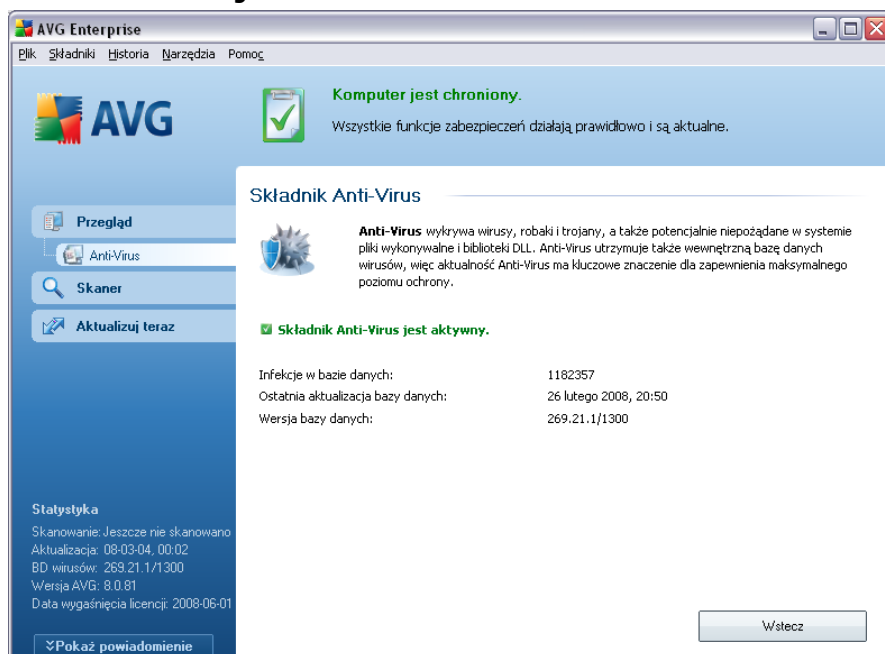 AVG Enterprise
Plik Składniki Historia Narzędzia Pomoc
AVG
Komputer jest chroniony.
Wszystkie funkcje zabezpieczeń działają prawidłowo i są aktualne.
Przegląd
Anti-Virus
Skaner
Aktualizuj teraz
Składnik Anti-Virus
Anti-Virus wykrywa wirusy, robaki i trojany, a także potencjalnie niepożądane w systemie
pliki wykonywalne i biblioteki DLL. Anti-Virus utrzymuje także wewnętrzną bazę danych
wirusów, więc aktualność Anti-Virus ma kluczowe znaczenie dla zapewnienia maksymalnego
poziomu ochrony.
Składnik Anti-Virus jest aktywny.
Infekcje w bazie danych: 1182357
Ostatnia aktualizacja bazy danych: 26 lutego 2008, 20:50
Wersja bazy danych: 269.21.1/1300
Statystyka
Skanowanie: Jeszcze nie skanowano
Aktualizacja: 08-03-04, 00:02
BD wirusów: 269.21.1/1300
Wersja AVG: 8.0.81
Data wygaśnięcia licencji: 2008-06-01
Pokaż powiadomienie
Wstecz